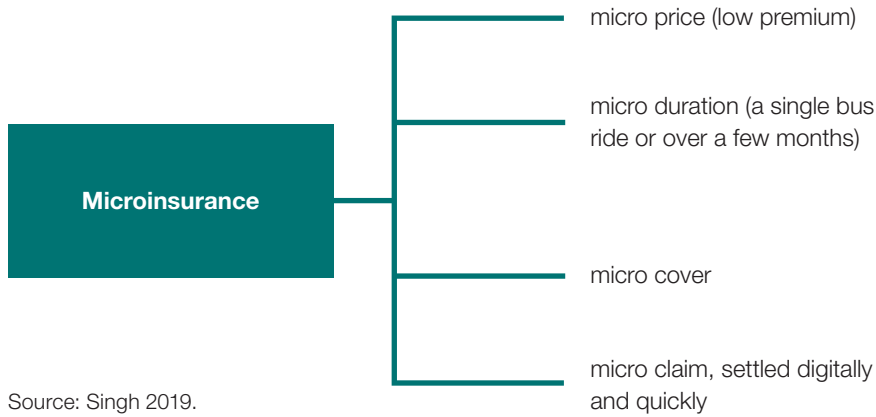 micro price (low premium)
micro duration (a single bus
ride or over a few months)
Microinsurance
micro cover
micro claim, settled digitally
and quickly
Source: Singh 2019.